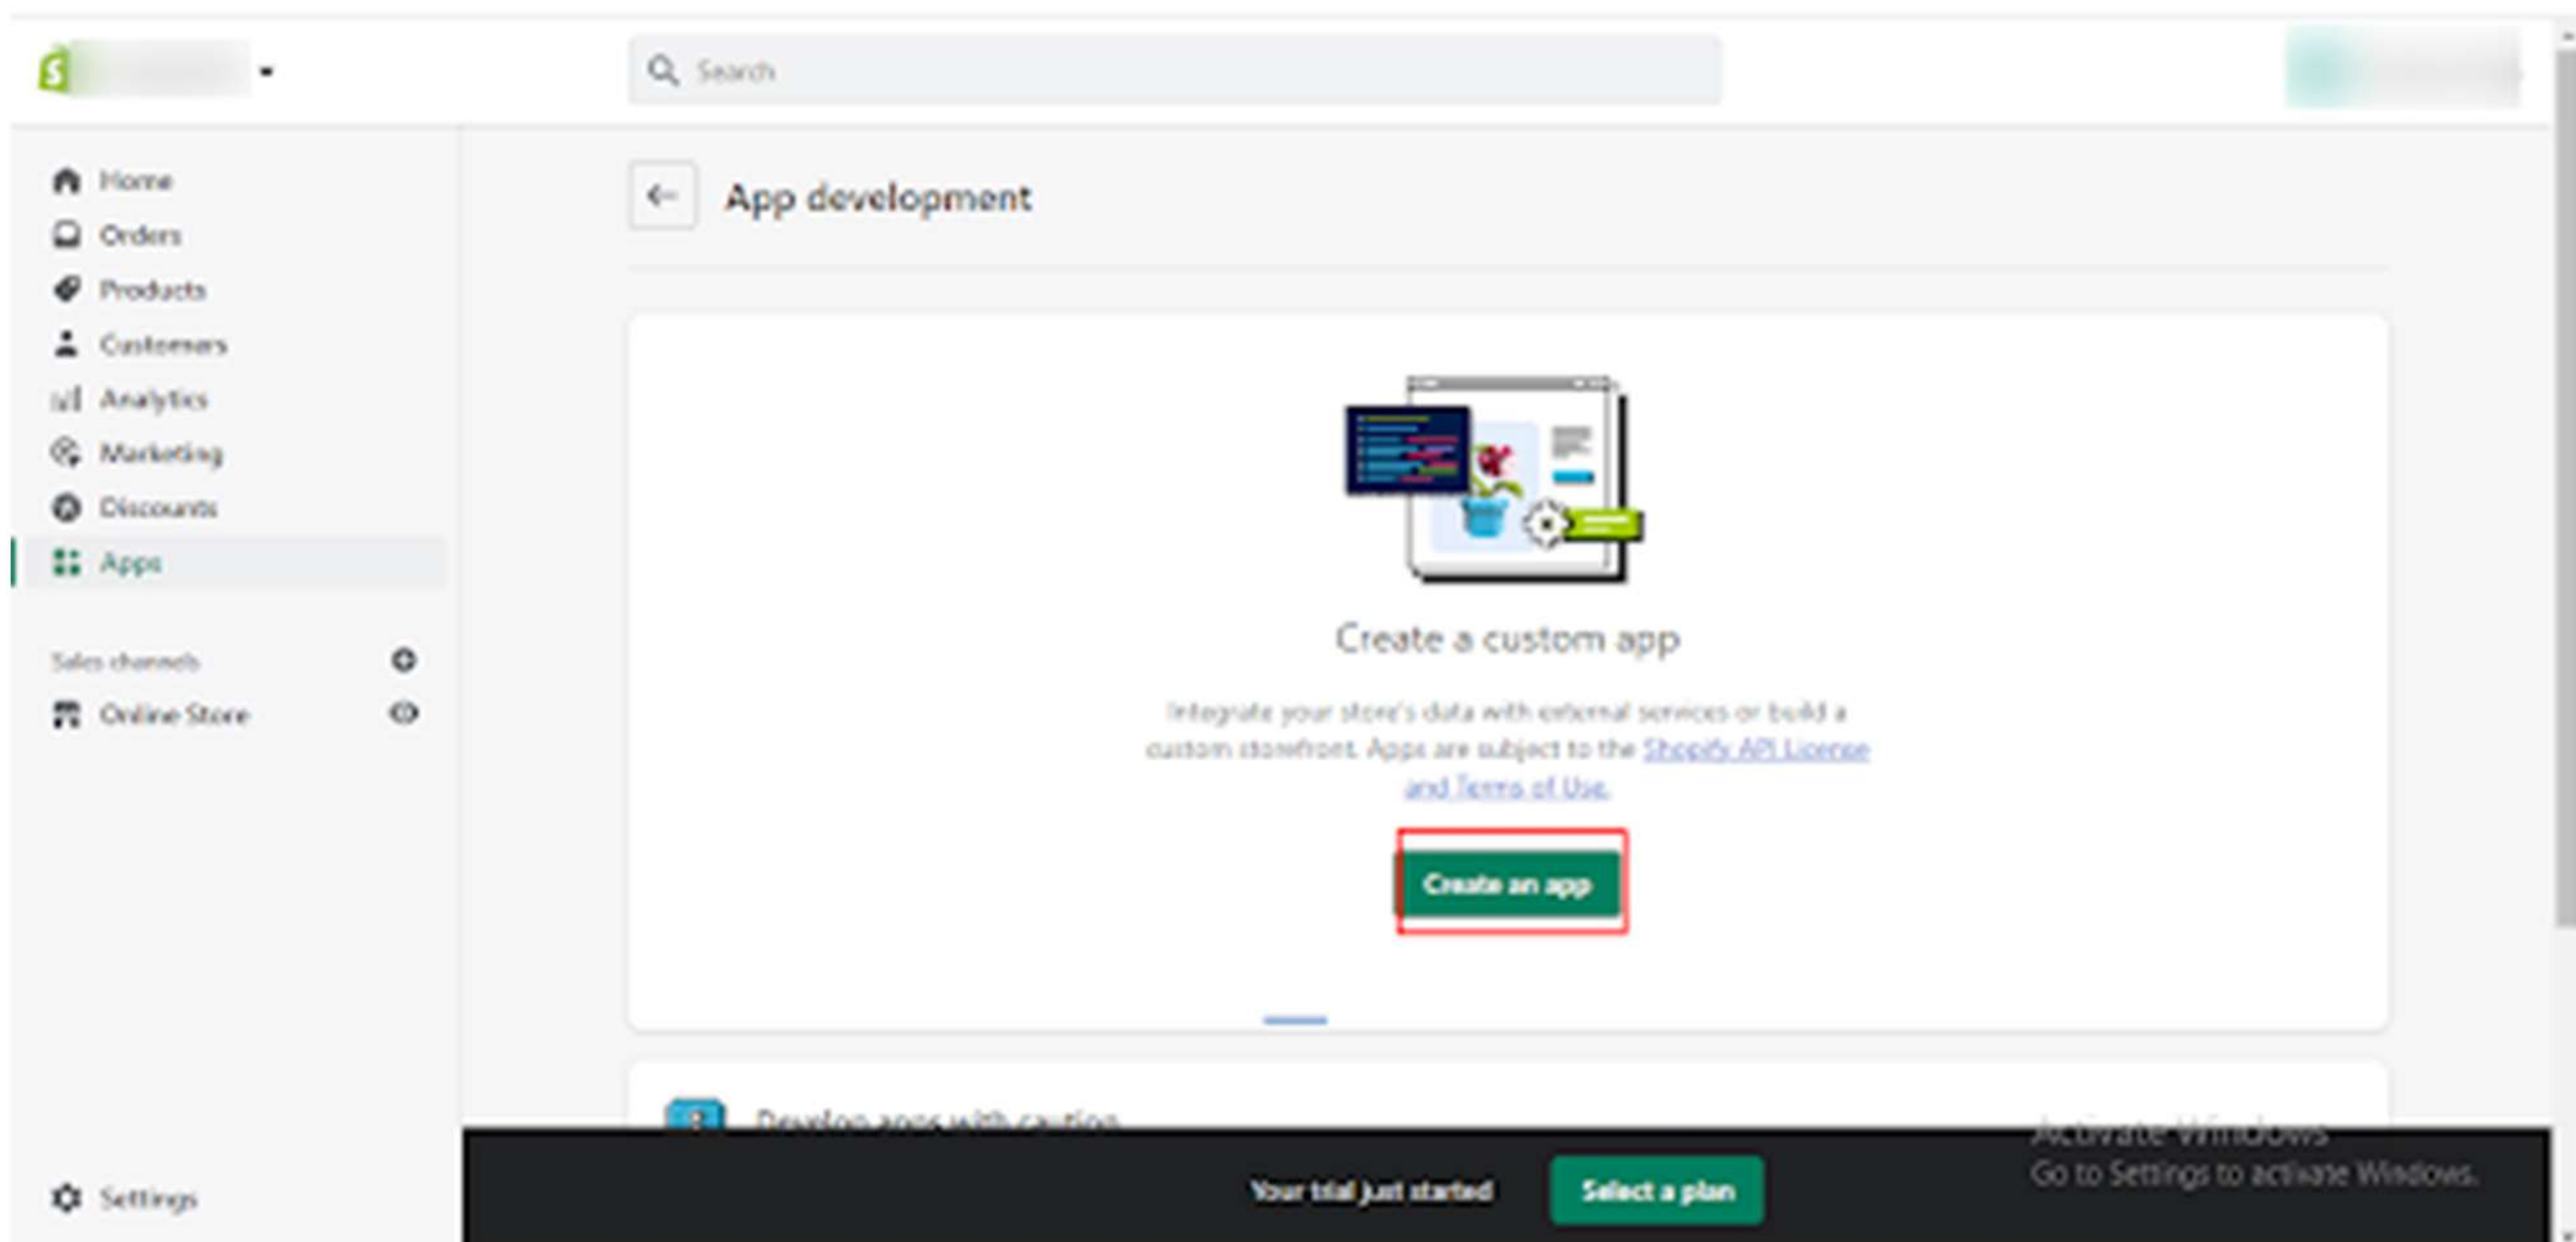 Search
Home
Orders
Products
Customers
Analytics
Marketing
Discounts
Apps
Sales channels
Online Store
Settings
App development
Create a custom app
Integrate your store's data with external services or build a
custom storefront. Apps are subject to the Shopify API License
and Terms of Use.
Create an app
Develop apps with caution
Your trial just started
Select a plan
Activate Windows
Go to Settings to activate Windows.